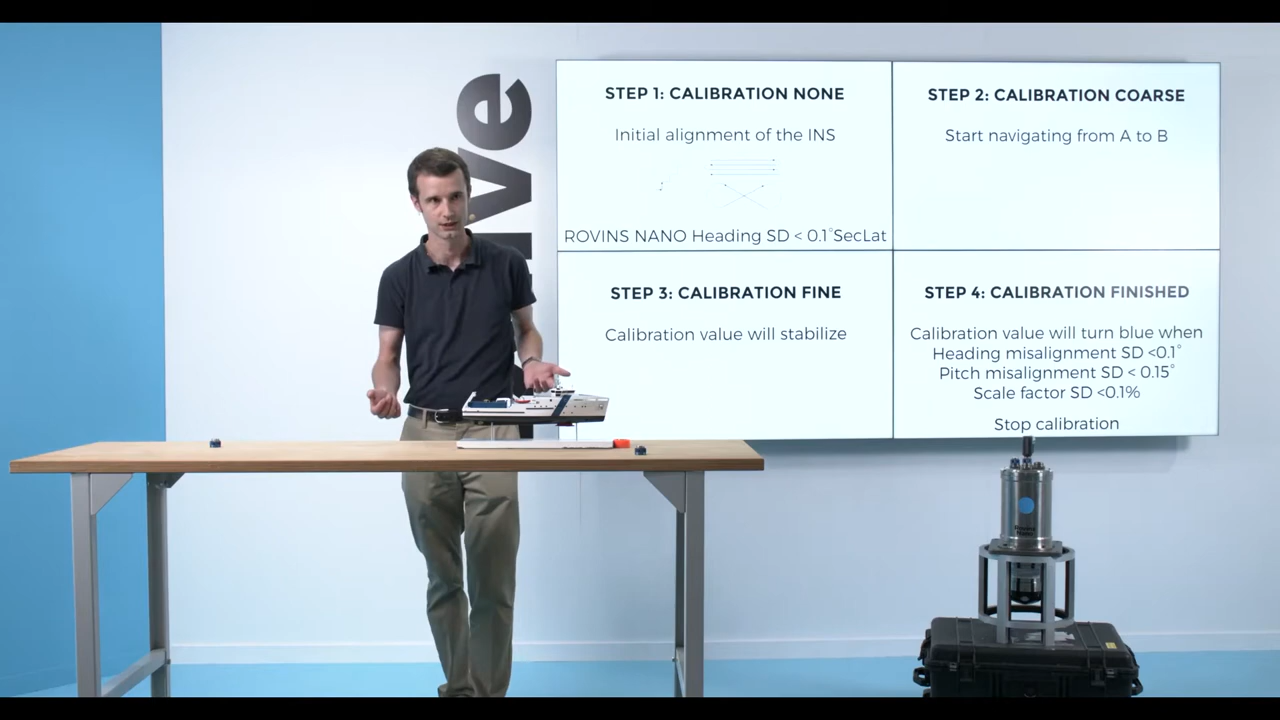 ive
STEP 1: CALIBRATION NONE
Initial alignment of the INS
ROVINS NANO Heading SD < 0.1°SecLat
STEP 2: CALIBRATION COARSE
Start navigating from A to B
STEP 3: CALIBRATION FINE
Calibration value will stabilize
STEP 4: CALIBRATION FINISHED
Calibration value will turn blue when
Heading misalignment SD <0.1°
Pitch misalignment SD < 0.15°
Scale factor SD <0.1%
Stop calibration